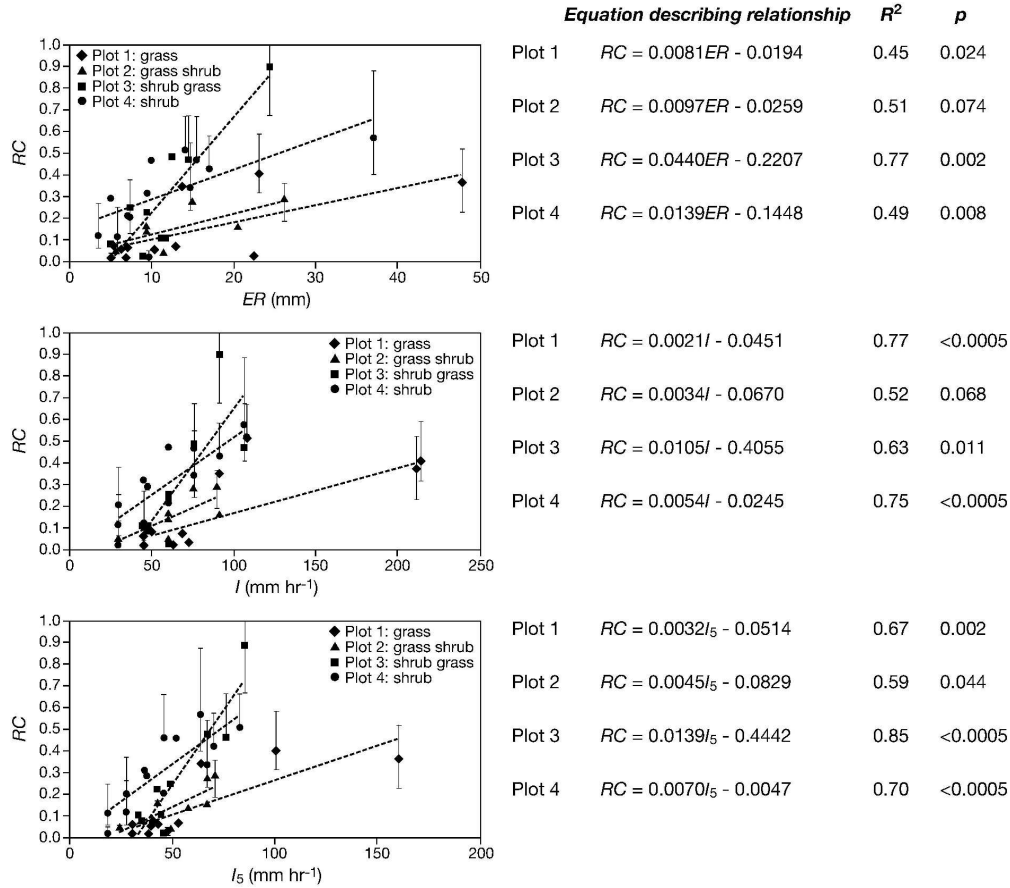 Equation describing relationship R² p
1.0
0.9
0.8
0.7
0.6
0.5
0.4
0.3
0.2
0.1
0.0
RC
Plot 1: grass
Plot 2: grass shrub
Plot 3: shrub grass
Plot 4: shrub
0 10 20 30 40 50
ER (mm)
Plot 1 RC = 0.0081ER - 0.0194 0.45 0.024
Plot 2 RC = 0.0097ER - 0.0259 0.51 0.074
Plot 3 RC = 0.0440ER - 0.2207 0.77 0.002
Plot 4 RC = 0.0139ER - 0.1448 0.49 0.008
1.0
0.9
0.8
0.7
0.6
0.5
0.4
0.3
0.2
0.1
0.0
RC
Plot 1: grass
Plot 2: grass shrub
Plot 3: shrub grass
Plot 4: shrub
0 50 100 150 200 250
I (mm hr⁻¹)
Plot 1 RC = 0.0021I - 0.0451 0.77 <0.0005
Plot 2 RC = 0.0034I - 0.0670 0.52 0.068
Plot 3 RC = 0.0105I - 0.4055 0.63 0.011
Plot 4 RC = 0.0054I - 0.0245 0.75 <0.0005
1.0
0.9
0.8
0.7
0.6
0.5
0.4
0.3
0.2
0.1
0.0
RC
Plot 1: grass
Plot 2: grass shrub
Plot 3: shrub grass
Plot 4: shrub
0 50 100 150 200
I₅ (mm hr⁻¹)
Plot 1 RC = 0.0032I₅ - 0.0514 0.67 0.002
Plot 2 RC = 0.0045I₅ - 0.0829 0.59 0.044
Plot 3 RC = 0.0139I₅ - 0.4442 0.85 <0.0005
Plot 4 RC = 0.0070I₅ - 0.0047 0.70 <0.0005